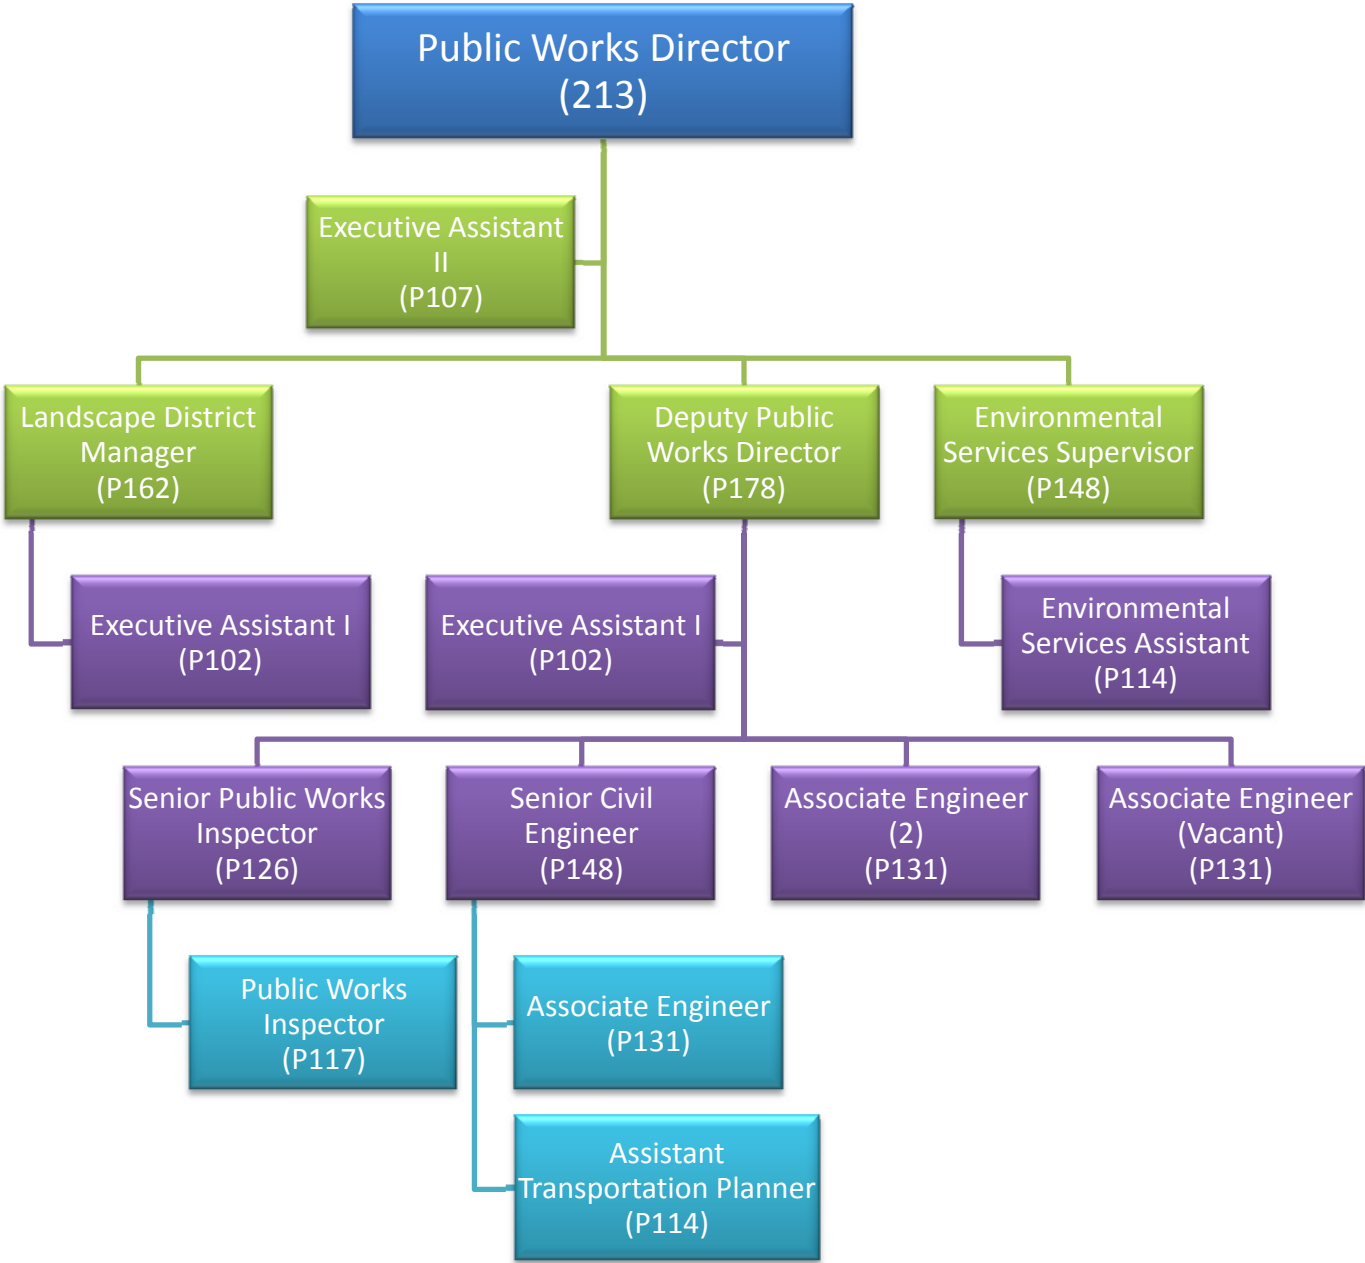 Public Works Director
(213)
Executive Assistant
II
(P107)
Landscape District
Manager
(P162)
Deputy Public
Works Director
(P178)
Environmental
Services Supervisor
(P148)
Executive Assistant I
(P102)
Executive Assistant I
(P102)
Environmental
Services Assistant
(P114)
Senior Public Works
Inspector
(P126)
Senior Civil
Engineer
(P148)
Associate Engineer
(2)
(P131)
Associate Engineer
(Vacant)
(P131)
Public Works
Inspector
(P117)
Associate Engineer
(P131)
Assistant
Transportation Planner
(P114)